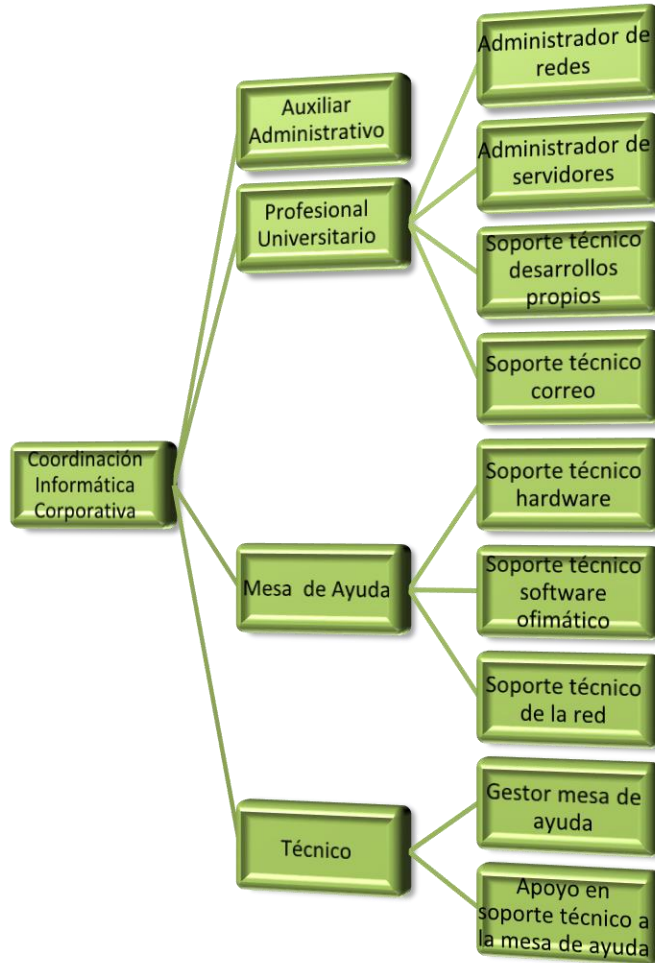 Administrador de
redes
Auxiliar
Administrativo
Administrador de
servidores
Profesional
Universitario
Soporte técnico
desarrollos
propios
Soporte técnico
correo
Coordinación
Informática
Corporativa
Soporte técnico
hardware
Mesa de Ayuda
Soporte técnico
software
ofimático
Soporte técnico
de la red
Técnico
Gestor mesa de
ayuda
Apoyo en
soporte técnico a
la mesa de ayuda